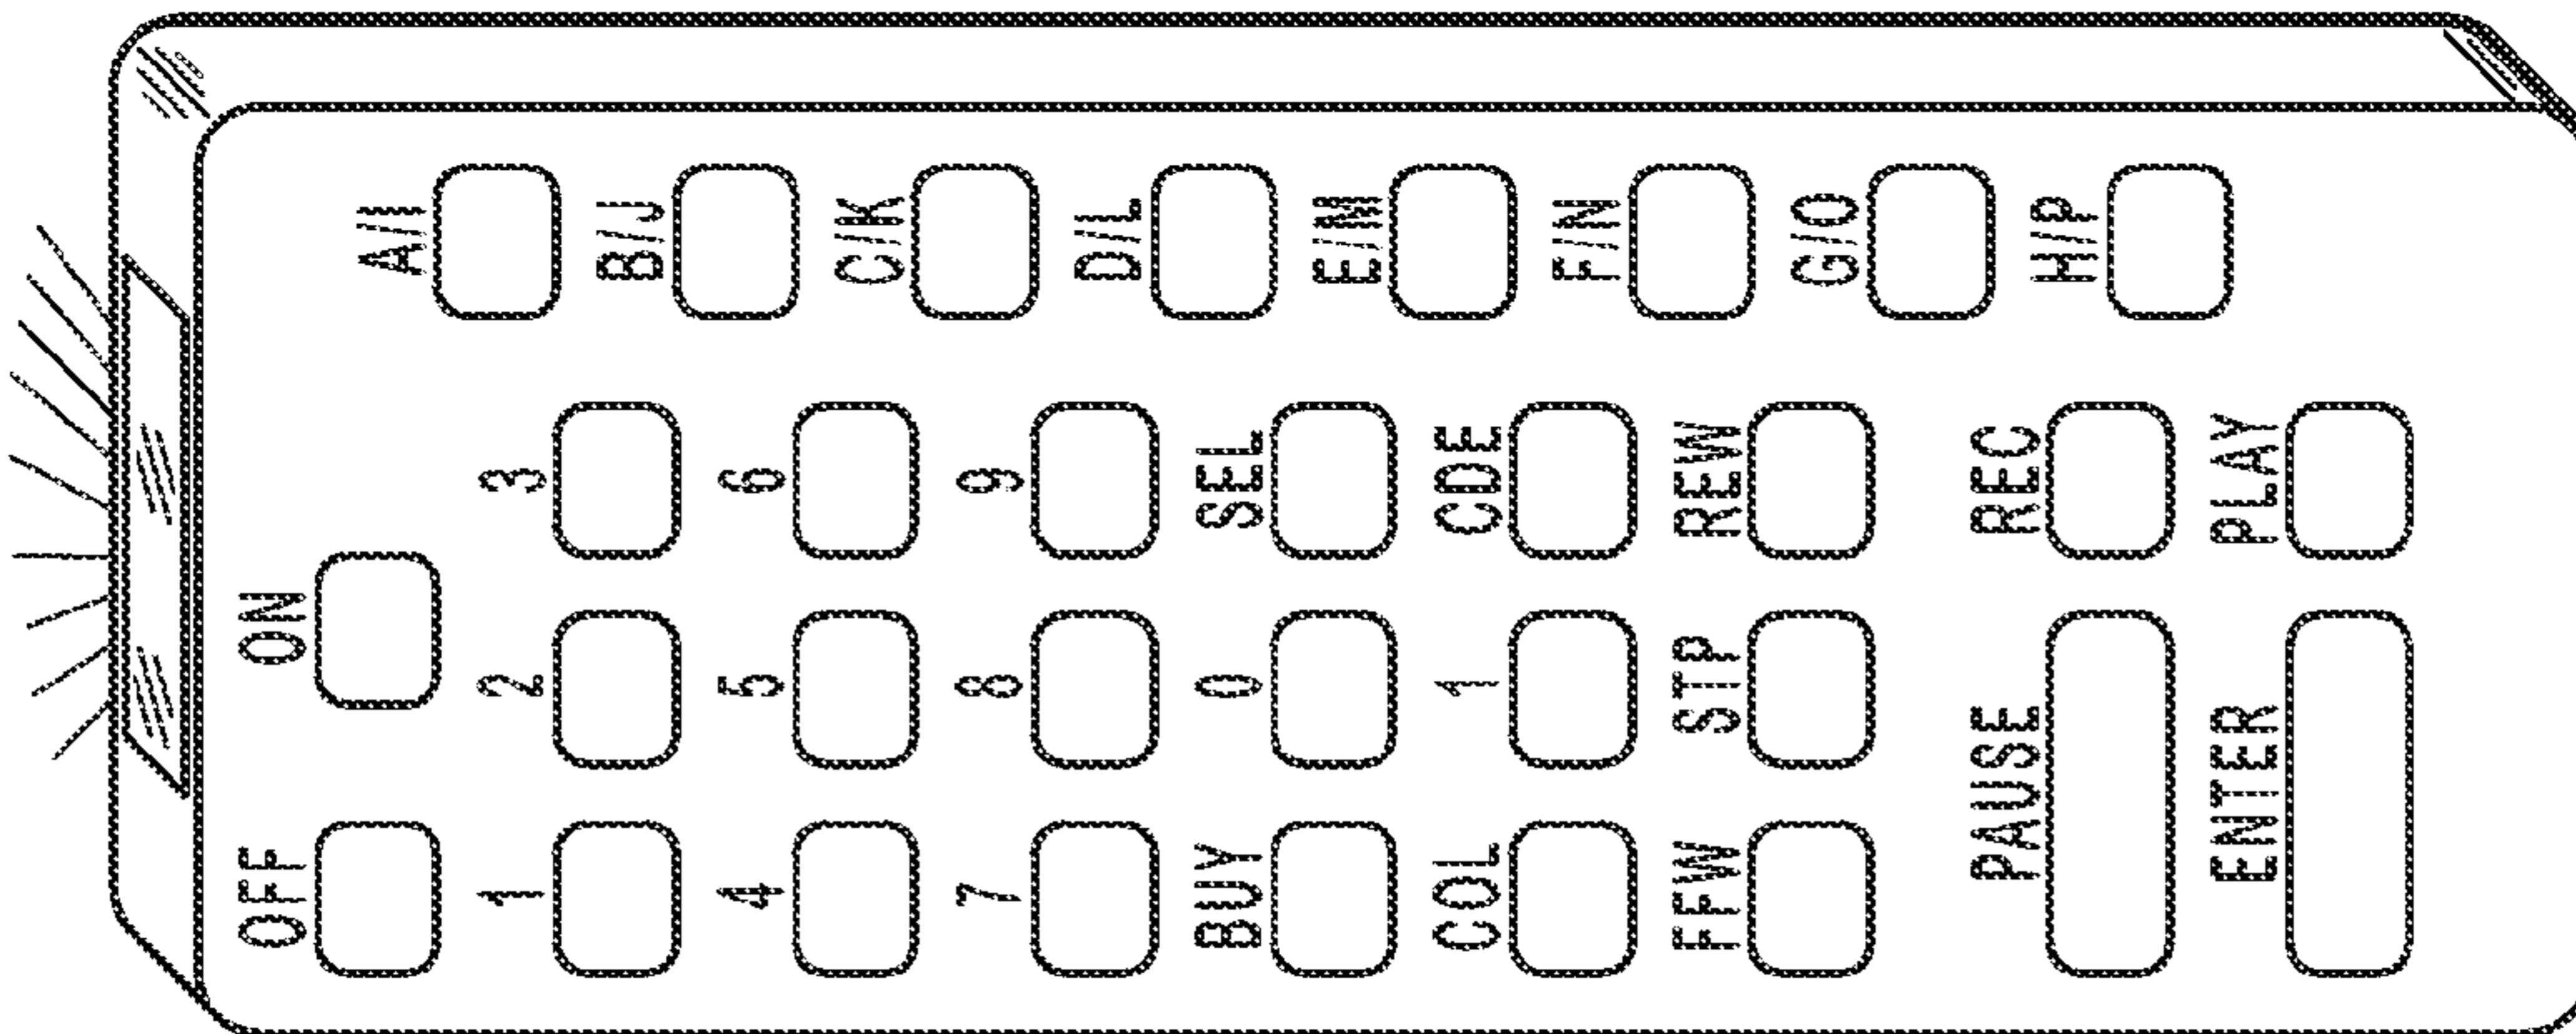 OFF ON
A/I
1 2 3
B/J
4 5 6
C/K
7 8 9
D/L
BUY 0 SEL
E/M
COL 1 CDE
F/N
FFW STP REW
G/O
PAUSE REC
H/P
ENTER PLAY